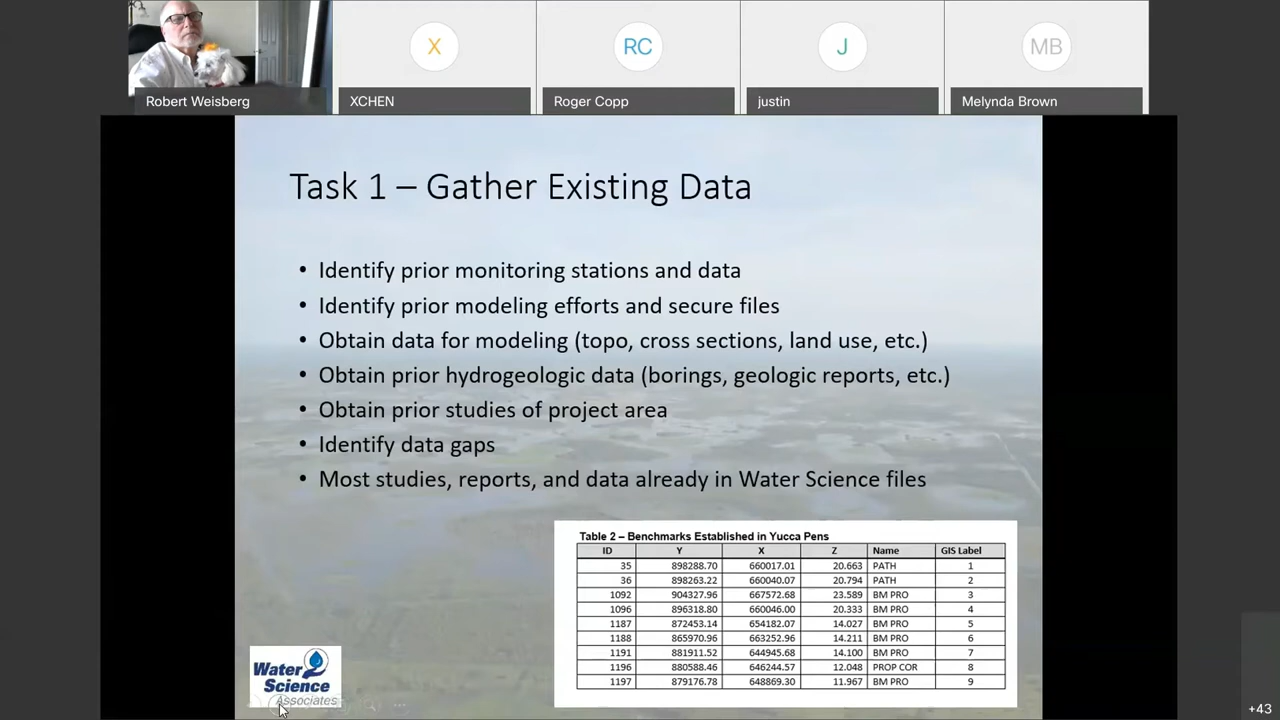 X
RC
J
MB
Robert Weisberg
XCHEN
Roger Copp
justin
Melynda Brown
Task 1 – Gather Existing Data
• Identify prior monitoring stations and data
• Identify prior modeling efforts and secure files
• Obtain data for modeling (topo, cross sections, land use, etc.)
• Obtain prior hydrogeologic data (borings, geologic reports, etc.)
• Obtain prior studies of project area
• Identify data gaps
• Most studies, reports, and data already in Water Science files
Table 2 – Benchmarks Established in Yucca Pens
ID Y X Z Name GIS Label
35 898288.70 660017.01 20.663 PATH 1
36 898263.22 660040.07 20.794 PATH 2
1092 904327.96 667572.68 23.589 BM PRO 3
1096 896318.80 660046.00 20.333 BM PRO 4
1187 872453.14 654182.07 14.027 BM PRO 5
1188 865970.96 663252.96 14.211 BM PRO 6
1191 881911.52 644945.68 14.100 BM PRO 7
1196 880588.46 646244.57 12.048 PROP COR 8
1197 879176.78 648869.30 11.967 BM PRO 9
Water
Science
Associates
+43